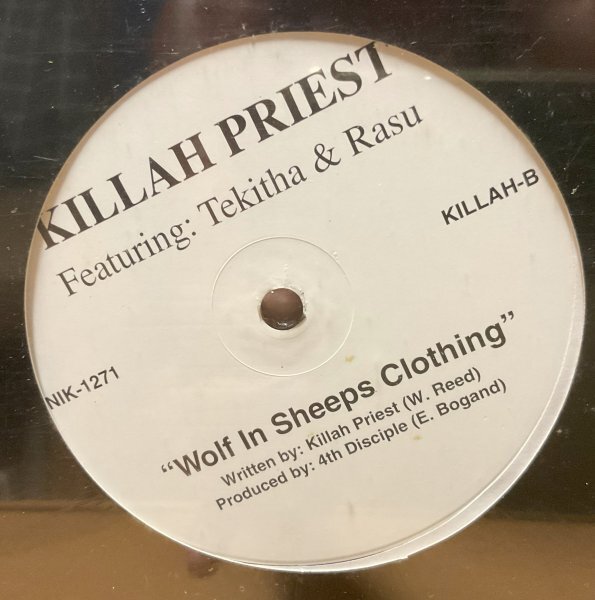 KILLAH PRIEST
Featuring: Tekitha & Rasu
KILLAH-B
NIK-1271
“Wolf In Sheeps Clothing”
Written by: Killah Priest (W. Reed)
Produced by: 4th Disciple (E. Bogand)